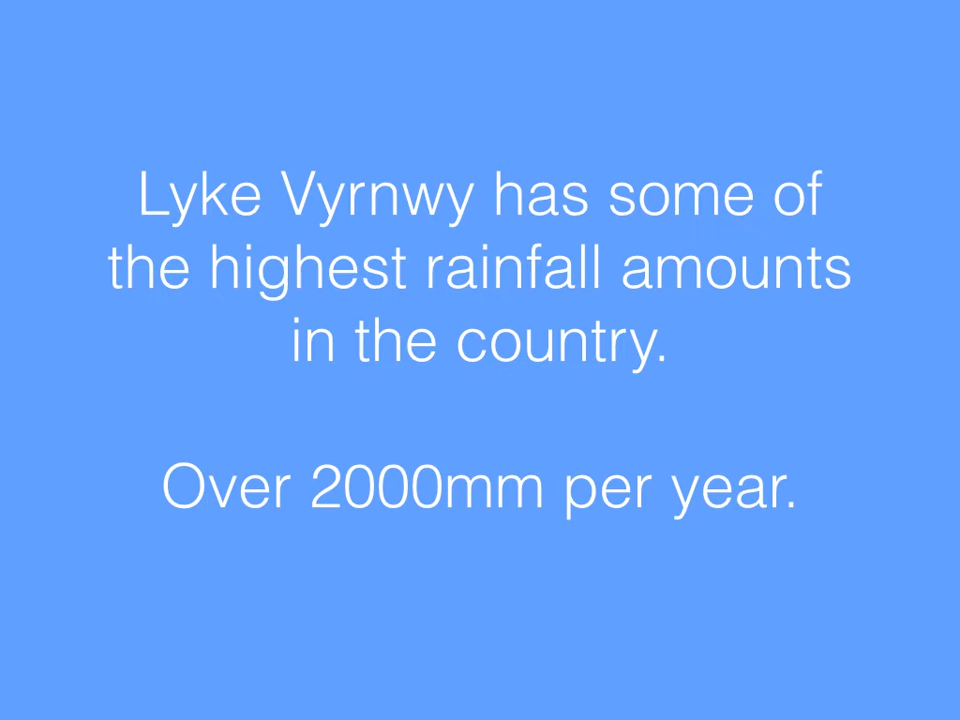 Lyke Vyrnwy has some of
the highest rainfall amounts
in the country.
Over 2000mm per year.